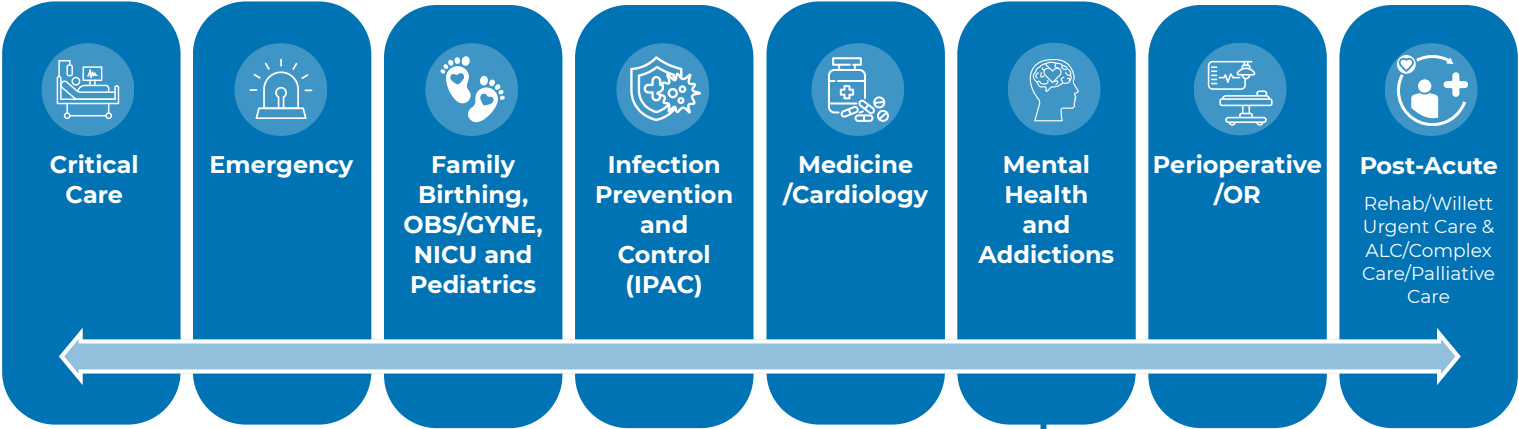 Critical
Care
Emergency
Family
Birthing,
OBS/GYNE,
NICU and
Pediatrics
Infection
Prevention
and
Control
(IPAC)
Medicine
/Cardiology
Mental
Health
and
Addictions
Perioperative
/OR
Post-Acute
Rehab/Willett
Urgent Care &
ALC/Complex
Care/Palliative
Care